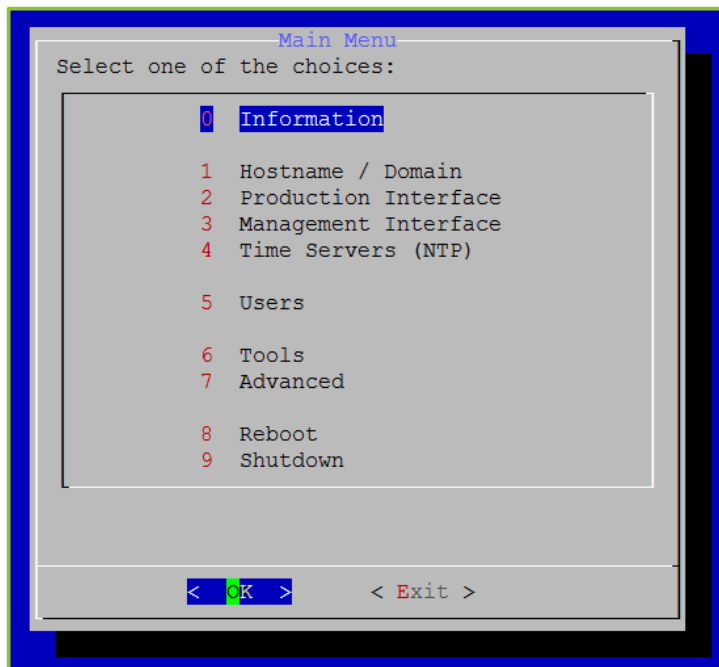 Main Menu
Select one of the choices:
0 Information
1 Hostname / Domain
2 Production Interface
3 Management Interface
4 Time Servers (NTP)
5 Users
6 Tools
7 Advanced
8 Reboot
9 Shutdown
< OK > < Exit >